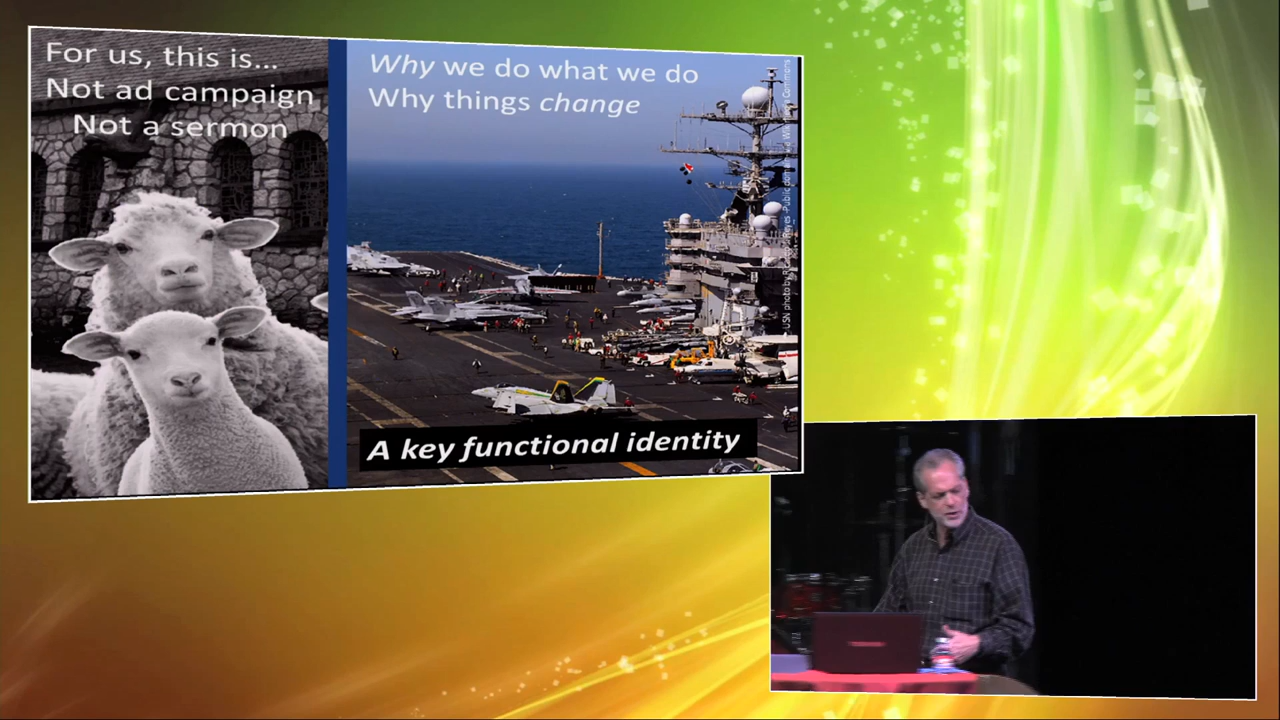 For us, this is...
Not ad campaign
Not a sermon
Why we do what we do
Why things change
A key functional identity